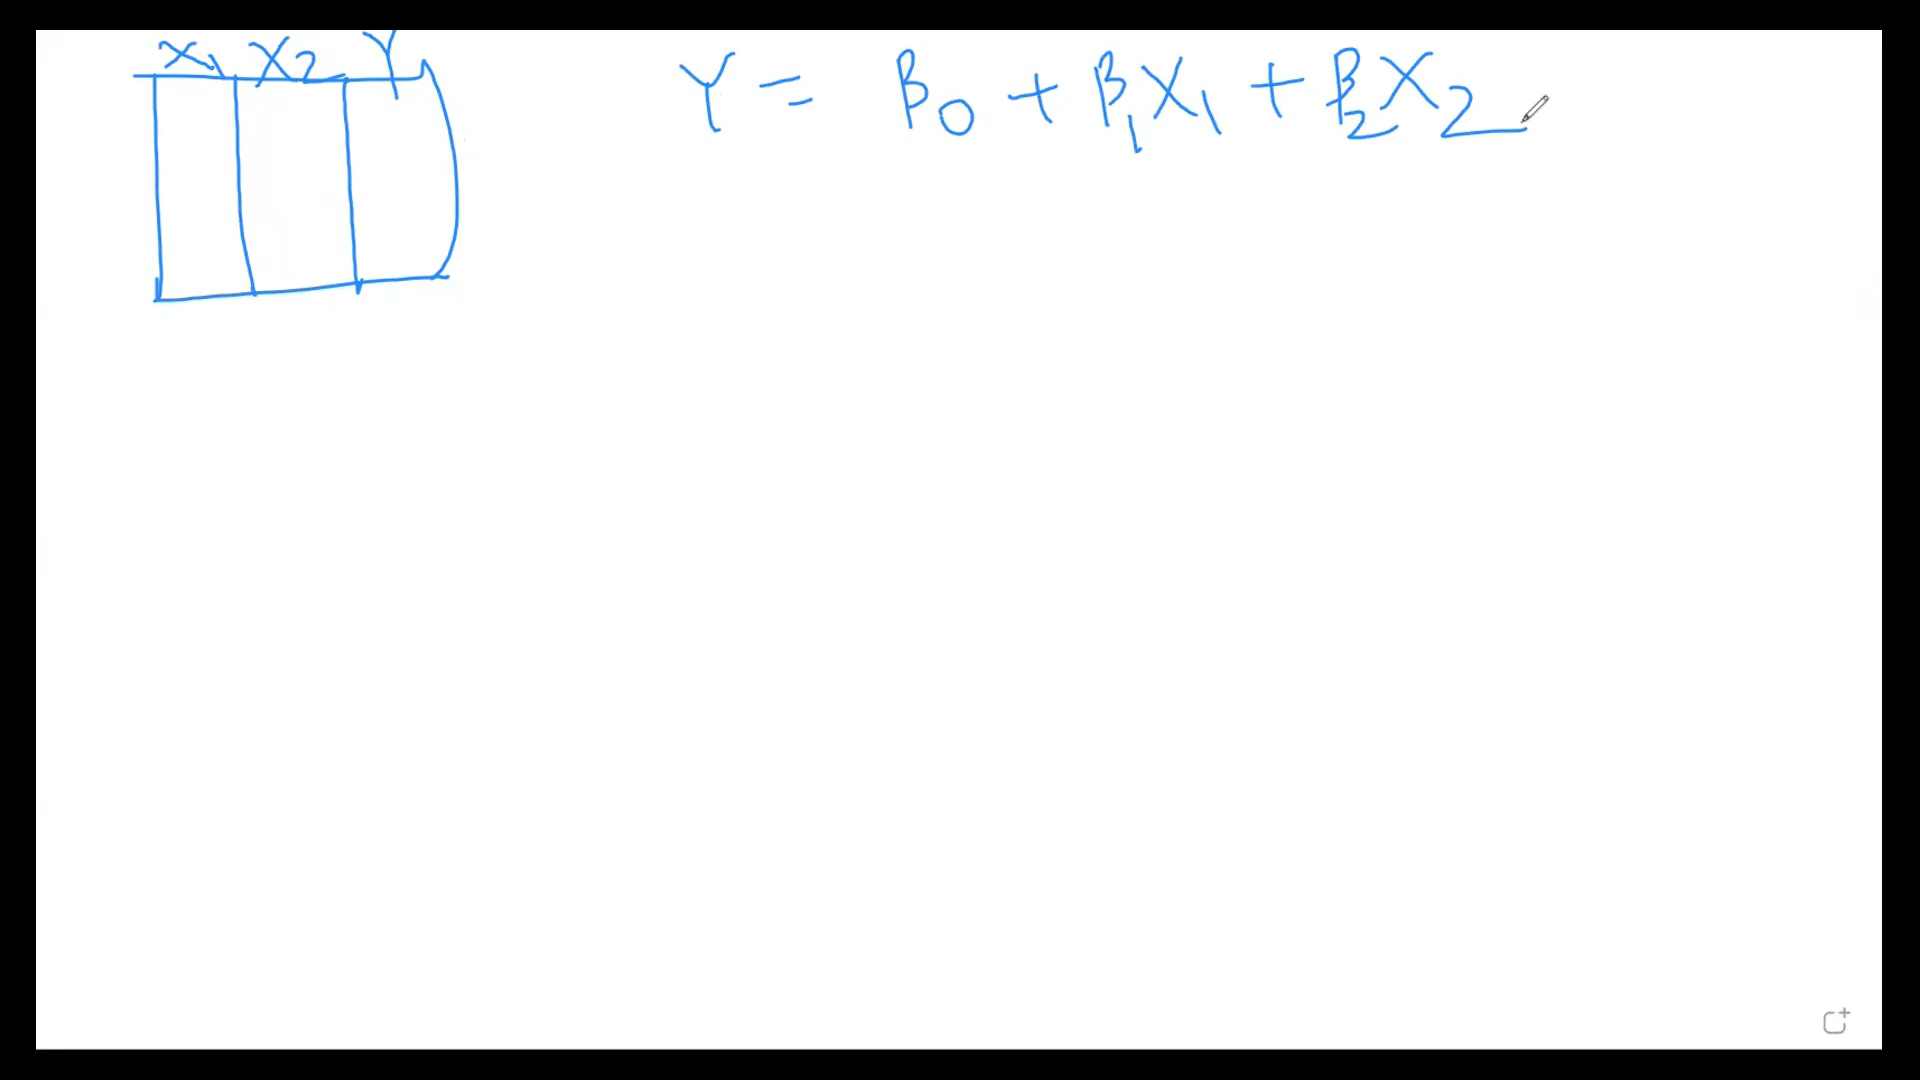 X₁ X₂ Y
Y = β₀ + β₁X₁ + β₂X₂